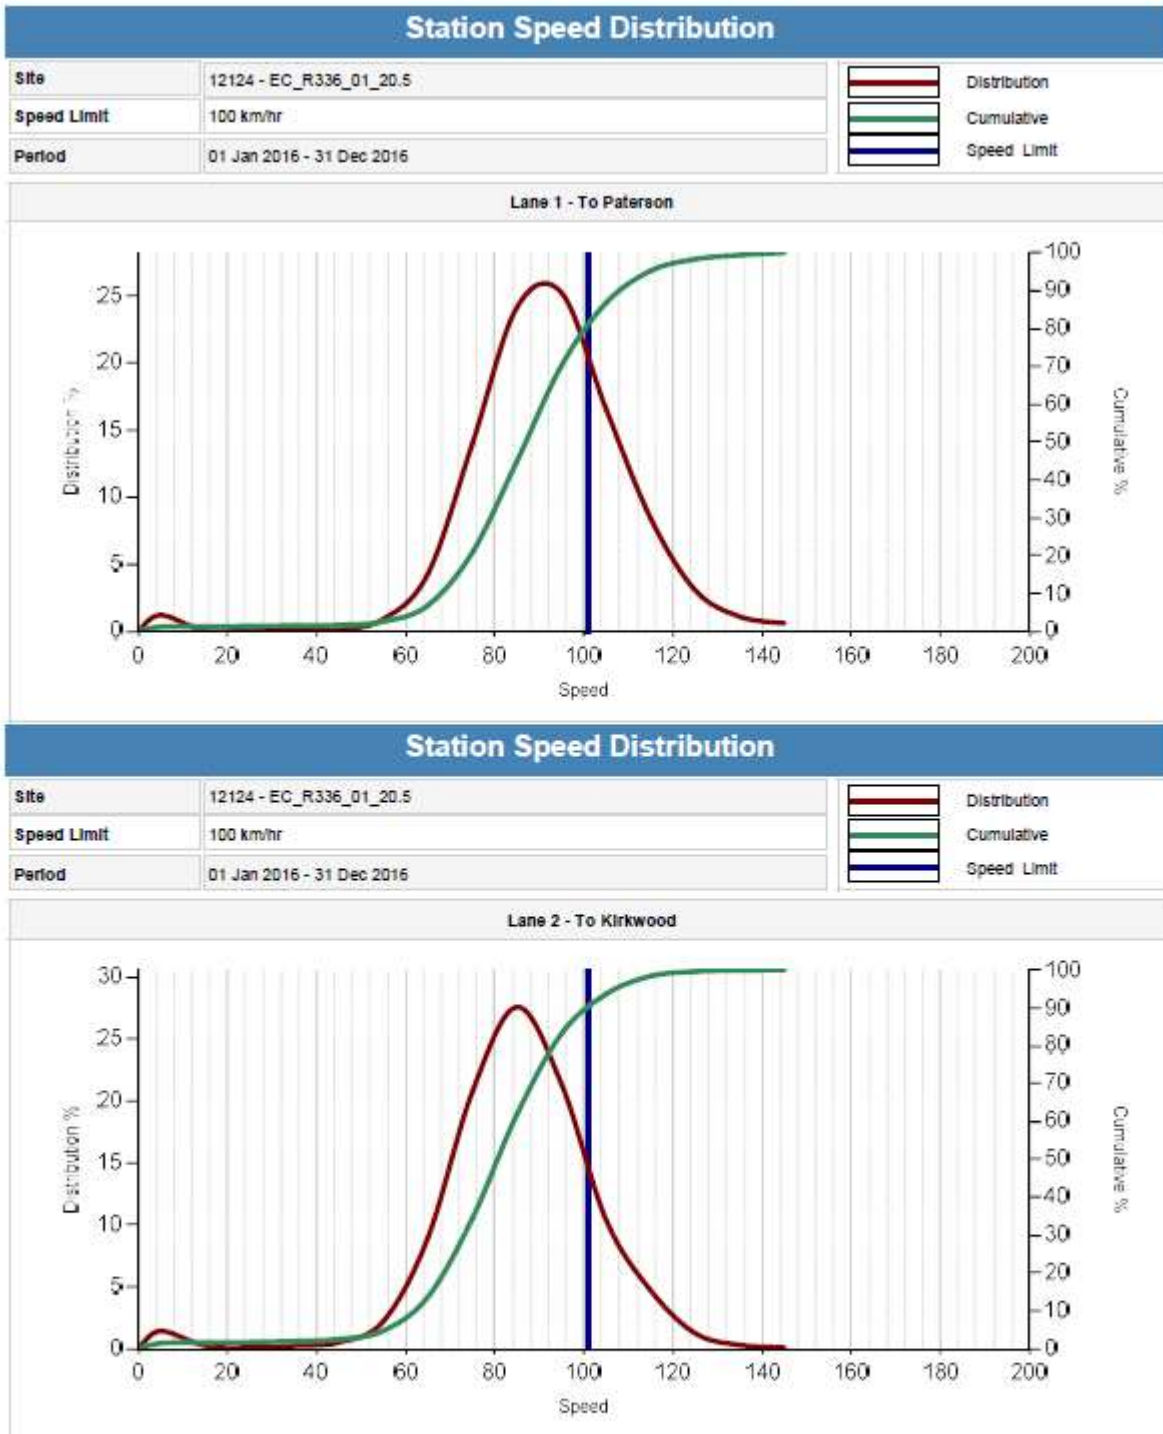 Station Speed Distribution
Site 12124 - EC_R336_01_20.5
Speed Limit 100 km/hr
Period 01 Jan 2016 - 31 Dec 2016
Distribution
Cumulative
Speed Limit
Lane 1 - To Paterson
Distribution %
25
20
15
10
5
0
0 20 40 60 80 100 120 140 160 180 200
Speed
100
90
80
70
60
50
40
30
20
10
0
Cumulative %
Station Speed Distribution
Site 12124 - EC_R336_01_20.5
Speed Limit 100 km/hr
Period 01 Jan 2016 - 31 Dec 2016
Distribution
Cumulative
Speed Limit
Lane 2 - To Kirkwood
Distribution %
30
25
20
15
10
5
0
0 20 40 60 80 100 120 140 160 180 200
Speed
100
90
80
70
60
50
40
30
20
10
0
Cumulative %